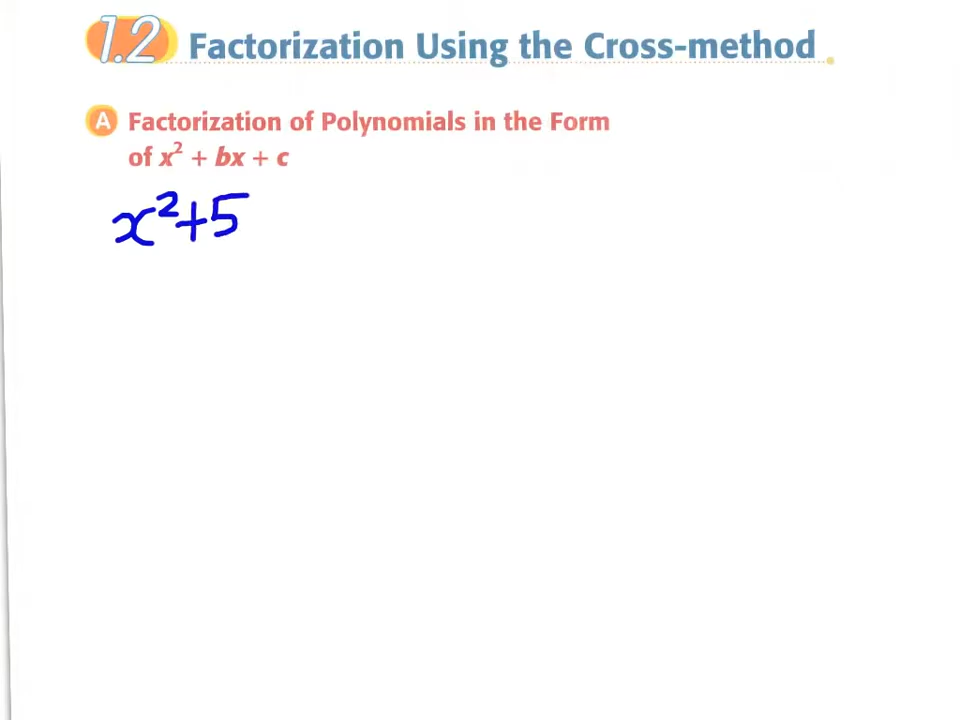 1.2 Factorization Using the Cross-method
A Factorization of Polynomials in the Form
of x² + bx + c
x²+5